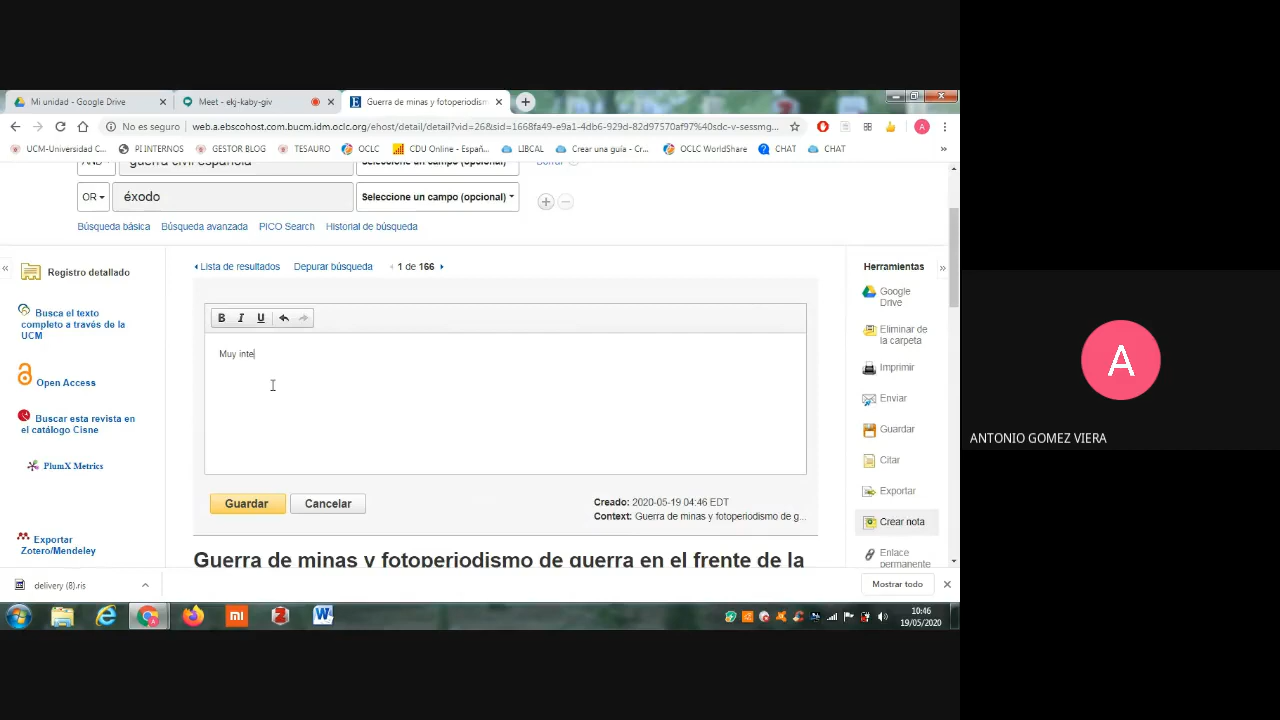 Mi unidad - Google Drive
Meet - ekj-kaby-giv
Guerra de minas y fotoperiodism
No es seguro
web.b.ebscohost.com.bucm.idm.oclc.org/ehost/detail/detail?vid=26&sid=1668fa49-e9a1-4db6-929d-82d97570af97%40sdc-v-sessmg...
UCM-Universidad C...
PI INTERNOS
GESTOR BLOG
TESAURO
OCLC
CDU Online - Españ...
LIBCAL
Crear una guía - Cr...
OCLC WorldShare
CHAT
CHAT
»
AND
guerra civil española
Seleccione un campo (opcional)
Borrar
OR
éxodo
Seleccione un campo (opcional)
Búsqueda básica
Búsqueda avanzada
PICO Search
Historial de búsqueda
«
Registro detallado
Busca el texto
completo a través de la
UCM
Open Access
Buscar esta revista en
el catálogo Cisne
PlumX Metrics
Exportar
Zotero/Mendeley
Lista de resultados
Depurar búsqueda
1 de 166
B I U
Muy inte
Guardar
Cancelar
Creado: 2020-05-19 04:46 EDT
Context: Guerra de minas y fotoperiodismo de g...
Guerra de minas y fotoperiodismo de guerra en el frente de la
Herramientas
»
Google
Drive
Eliminar de
la carpeta
Imprimir
Enviar
Guardar
Citar
Exportar
Crear nota
Enlace
permanente
delivery (8).ris
Mostrar todo
10:46
19/05/2020
A
ANTONIO GOMEZ VIERA